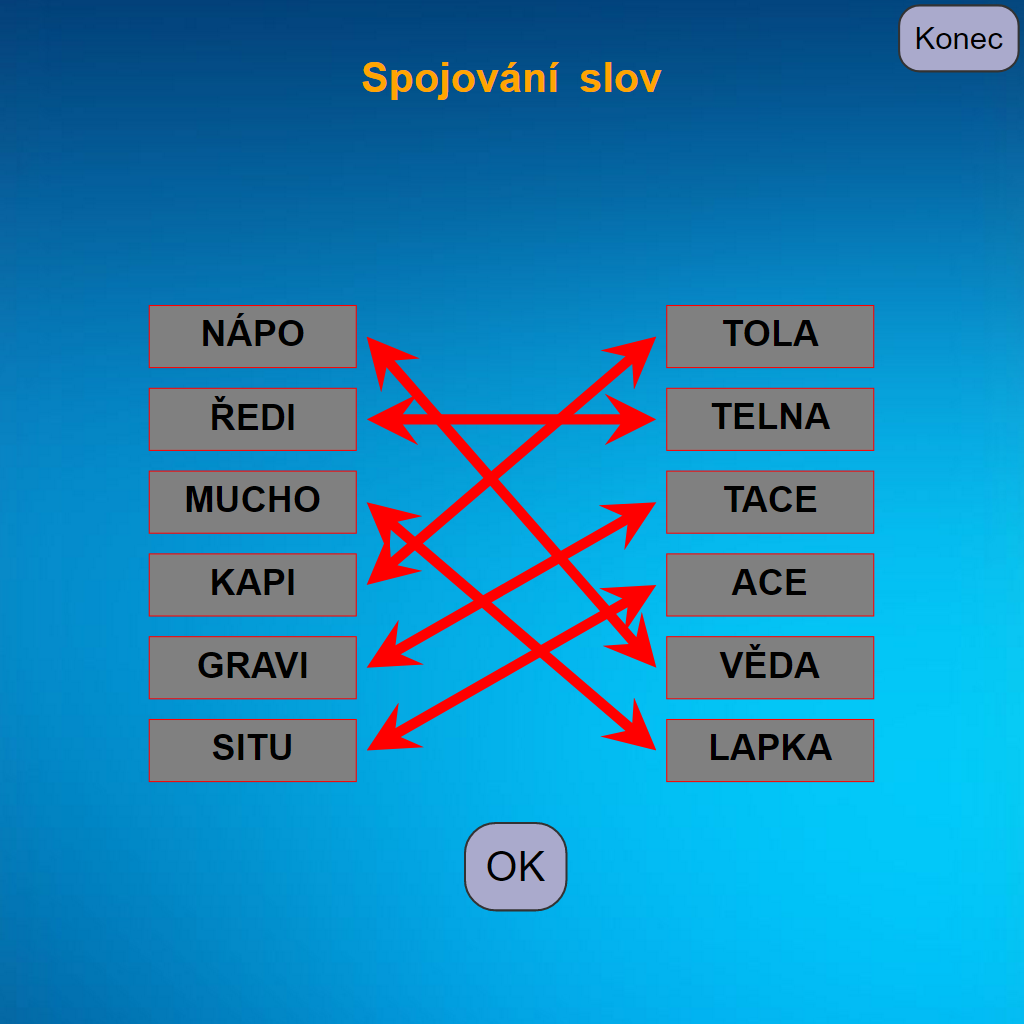 Konec
Spojování slov
NÁPO TOLA
ŘEDI TELNA
MUCHO TACE
KAPI ACE
GRAVI VĚDA
SITU LAPKA
OK